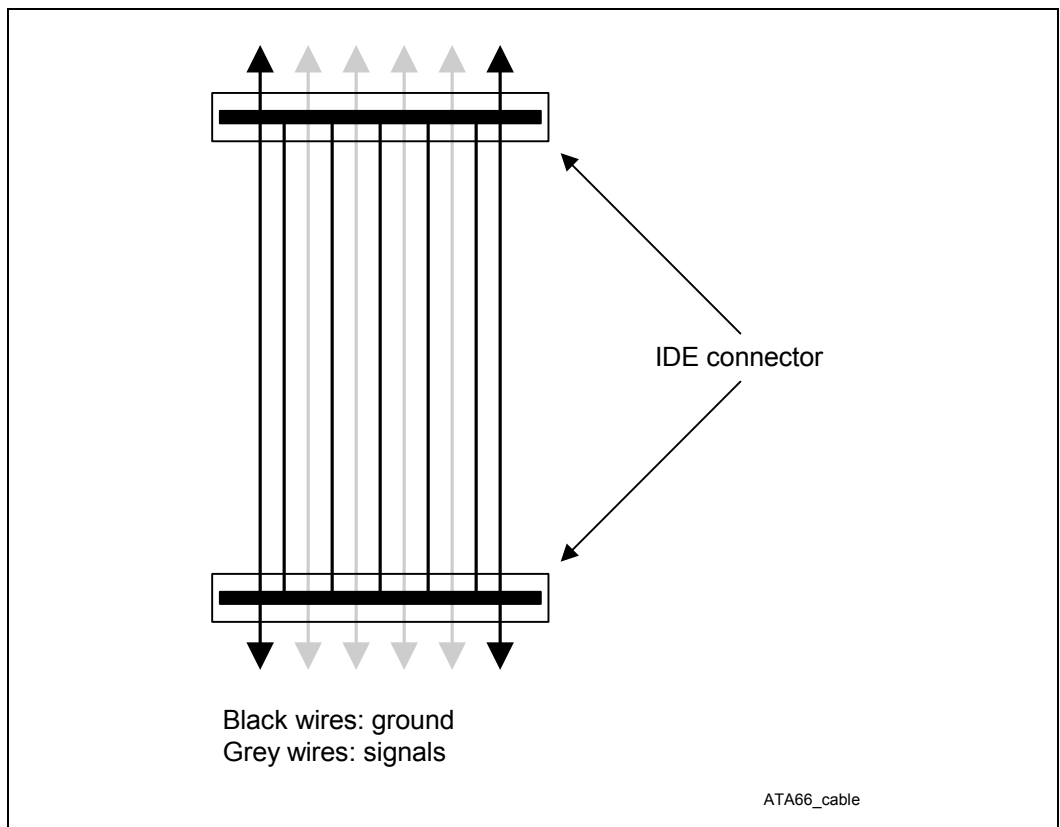 IDE connector
Black wires: ground
Grey wires: signals
ATA66_cable